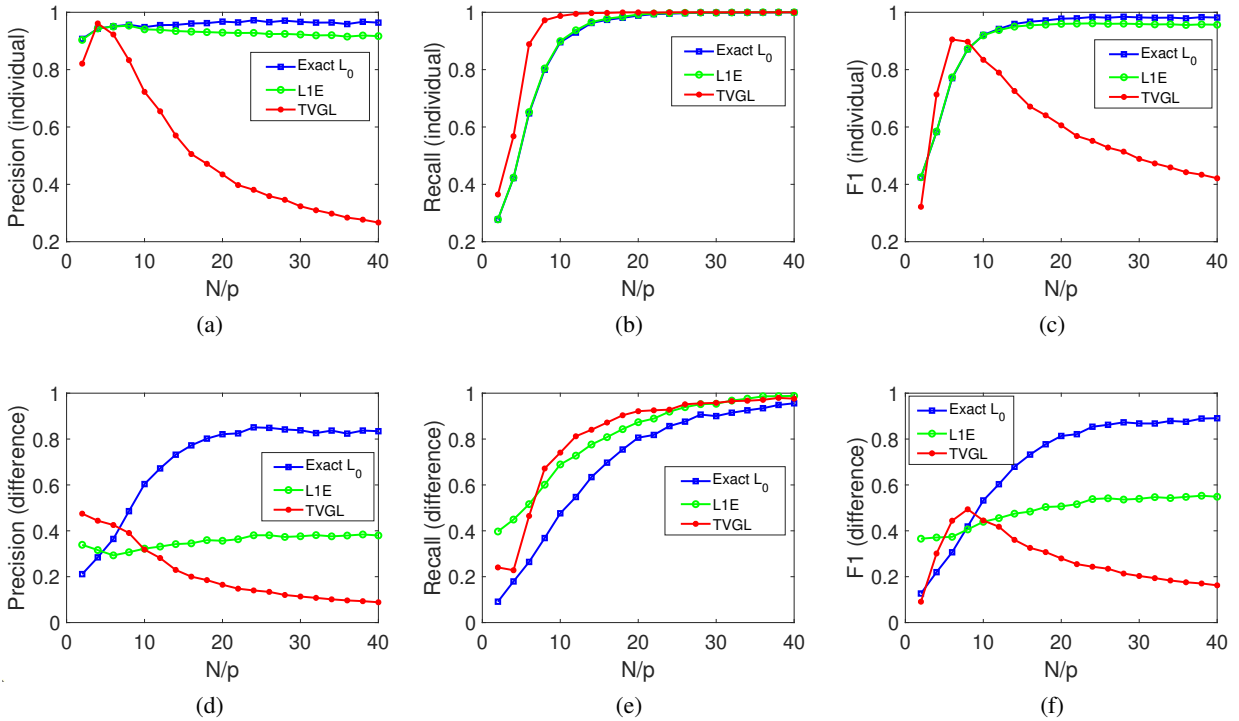 1
0.8
0.6
0.4
0.2
0 10 20 30 40
Precision (individual)
N/p
Exact L0
L1E
TVGL
(a)
1
0.8
0.6
0.4
0.2
0 10 20 30 40
Recall (individual)
N/p
Exact L0
L1E
TVGL
(b)
1
0.8
0.6
0.4
0.2
0 10 20 30 40
F1 (individual)
N/p
Exact L0
L1E
TVGL
(c)
1
0.8
0.6
0.4
0.2
0
0 10 20 30 40
Precision (difference)
N/p
Exact L0
L1E
TVGL
(d)
1
0.8
0.6
0.4
0.2
0
0 10 20 30 40
Recall (difference)
N/p
Exact L0
L1E
TVGL
(e)
1
0.8
0.6
0.4
0.2
0
0 10 20 30 40
F1 (difference)
N/p
Exact L0
L1E
TVGL
(f)